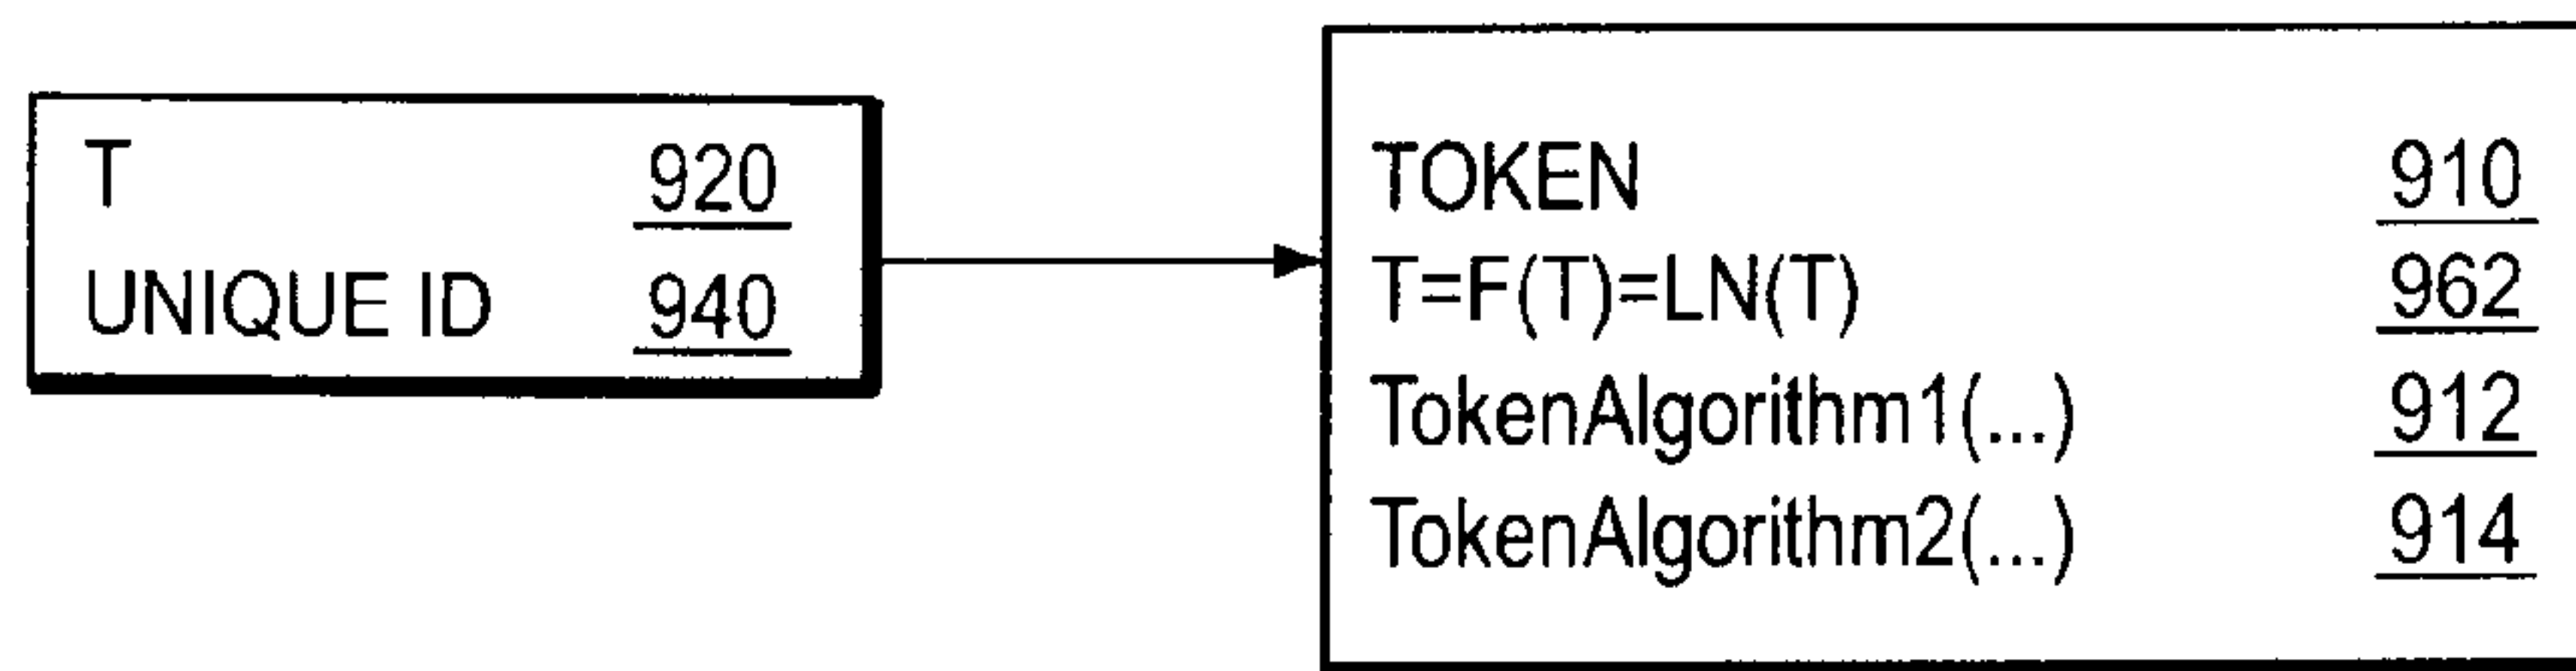 T 920
UNIQUE ID 940
TOKEN 910
T=F(T)=LN(T) 962
TokenAlgorithm1(...) 912
TokenAlgorithm2(...) 914